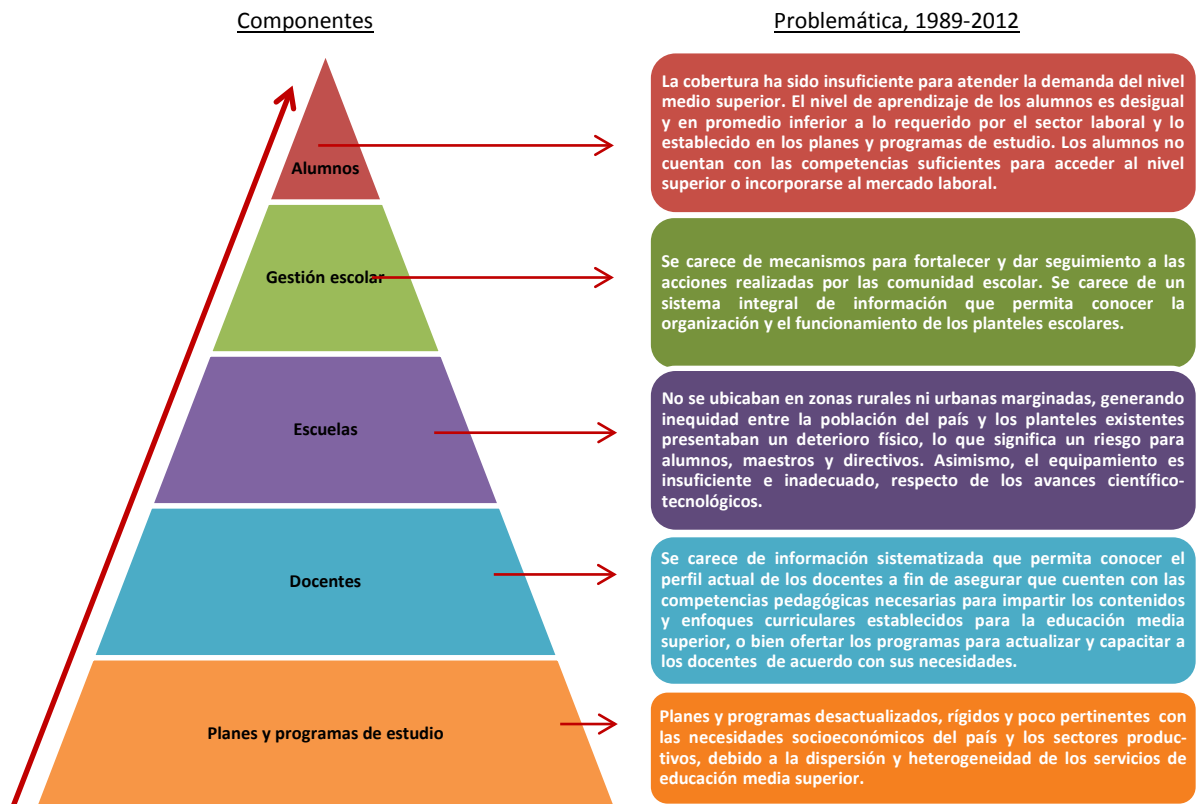 Componentes
Problemática, 1989-2012
Alumnos
La cobertura ha sido insuficiente para atender la demanda del nivel
medio superior. El nivel de aprendizaje de los alumnos es desigual
y en promedio inferior a lo requerido por el sector laboral y lo
establecido en los planes y programas de estudio. Los alumnos no
cuentan con las competencias suficientes para acceder al nivel
superior o incorporarse al mercado laboral.
Gestión escolar
Se carece de mecanismos para fortalecer y dar seguimiento a las
acciones realizadas por las comunidad escolar. Se carece de un
sistema integral de información que permita conocer la
organización y el funcionamiento de los planteles escolares.
Escuelas
No se ubicaban en zonas rurales ni urbanas marginadas, generando
inequidad entre la población del país y los planteles existentes
presentaban un deterioro físico, lo que significa un riesgo para
alumnos, maestros y directivos. Asimismo, el equipamiento es
insuficiente e inadecuado, respecto de los avances científico-
tecnológicos.
Docentes
Se carece de información sistematizada que permita conocer el
perfil actual de los docentes a fin de asegurar que cuenten con las
competencias pedagógicas necesarias para impartir los contenidos
y enfoques curriculares establecidos para la educación media
superior, o bien ofertar los programas para actualizar y capacitar a
los docentes de acuerdo con sus necesidades.
Planes y programas de estudio
Planes y programas desactualizados, rígidos y poco pertinentes con
las necesidades socioeconómicos del país y los sectores produc-
tivos, debido a la dispersión y heterogeneidad de los servicios de
educación media superior.